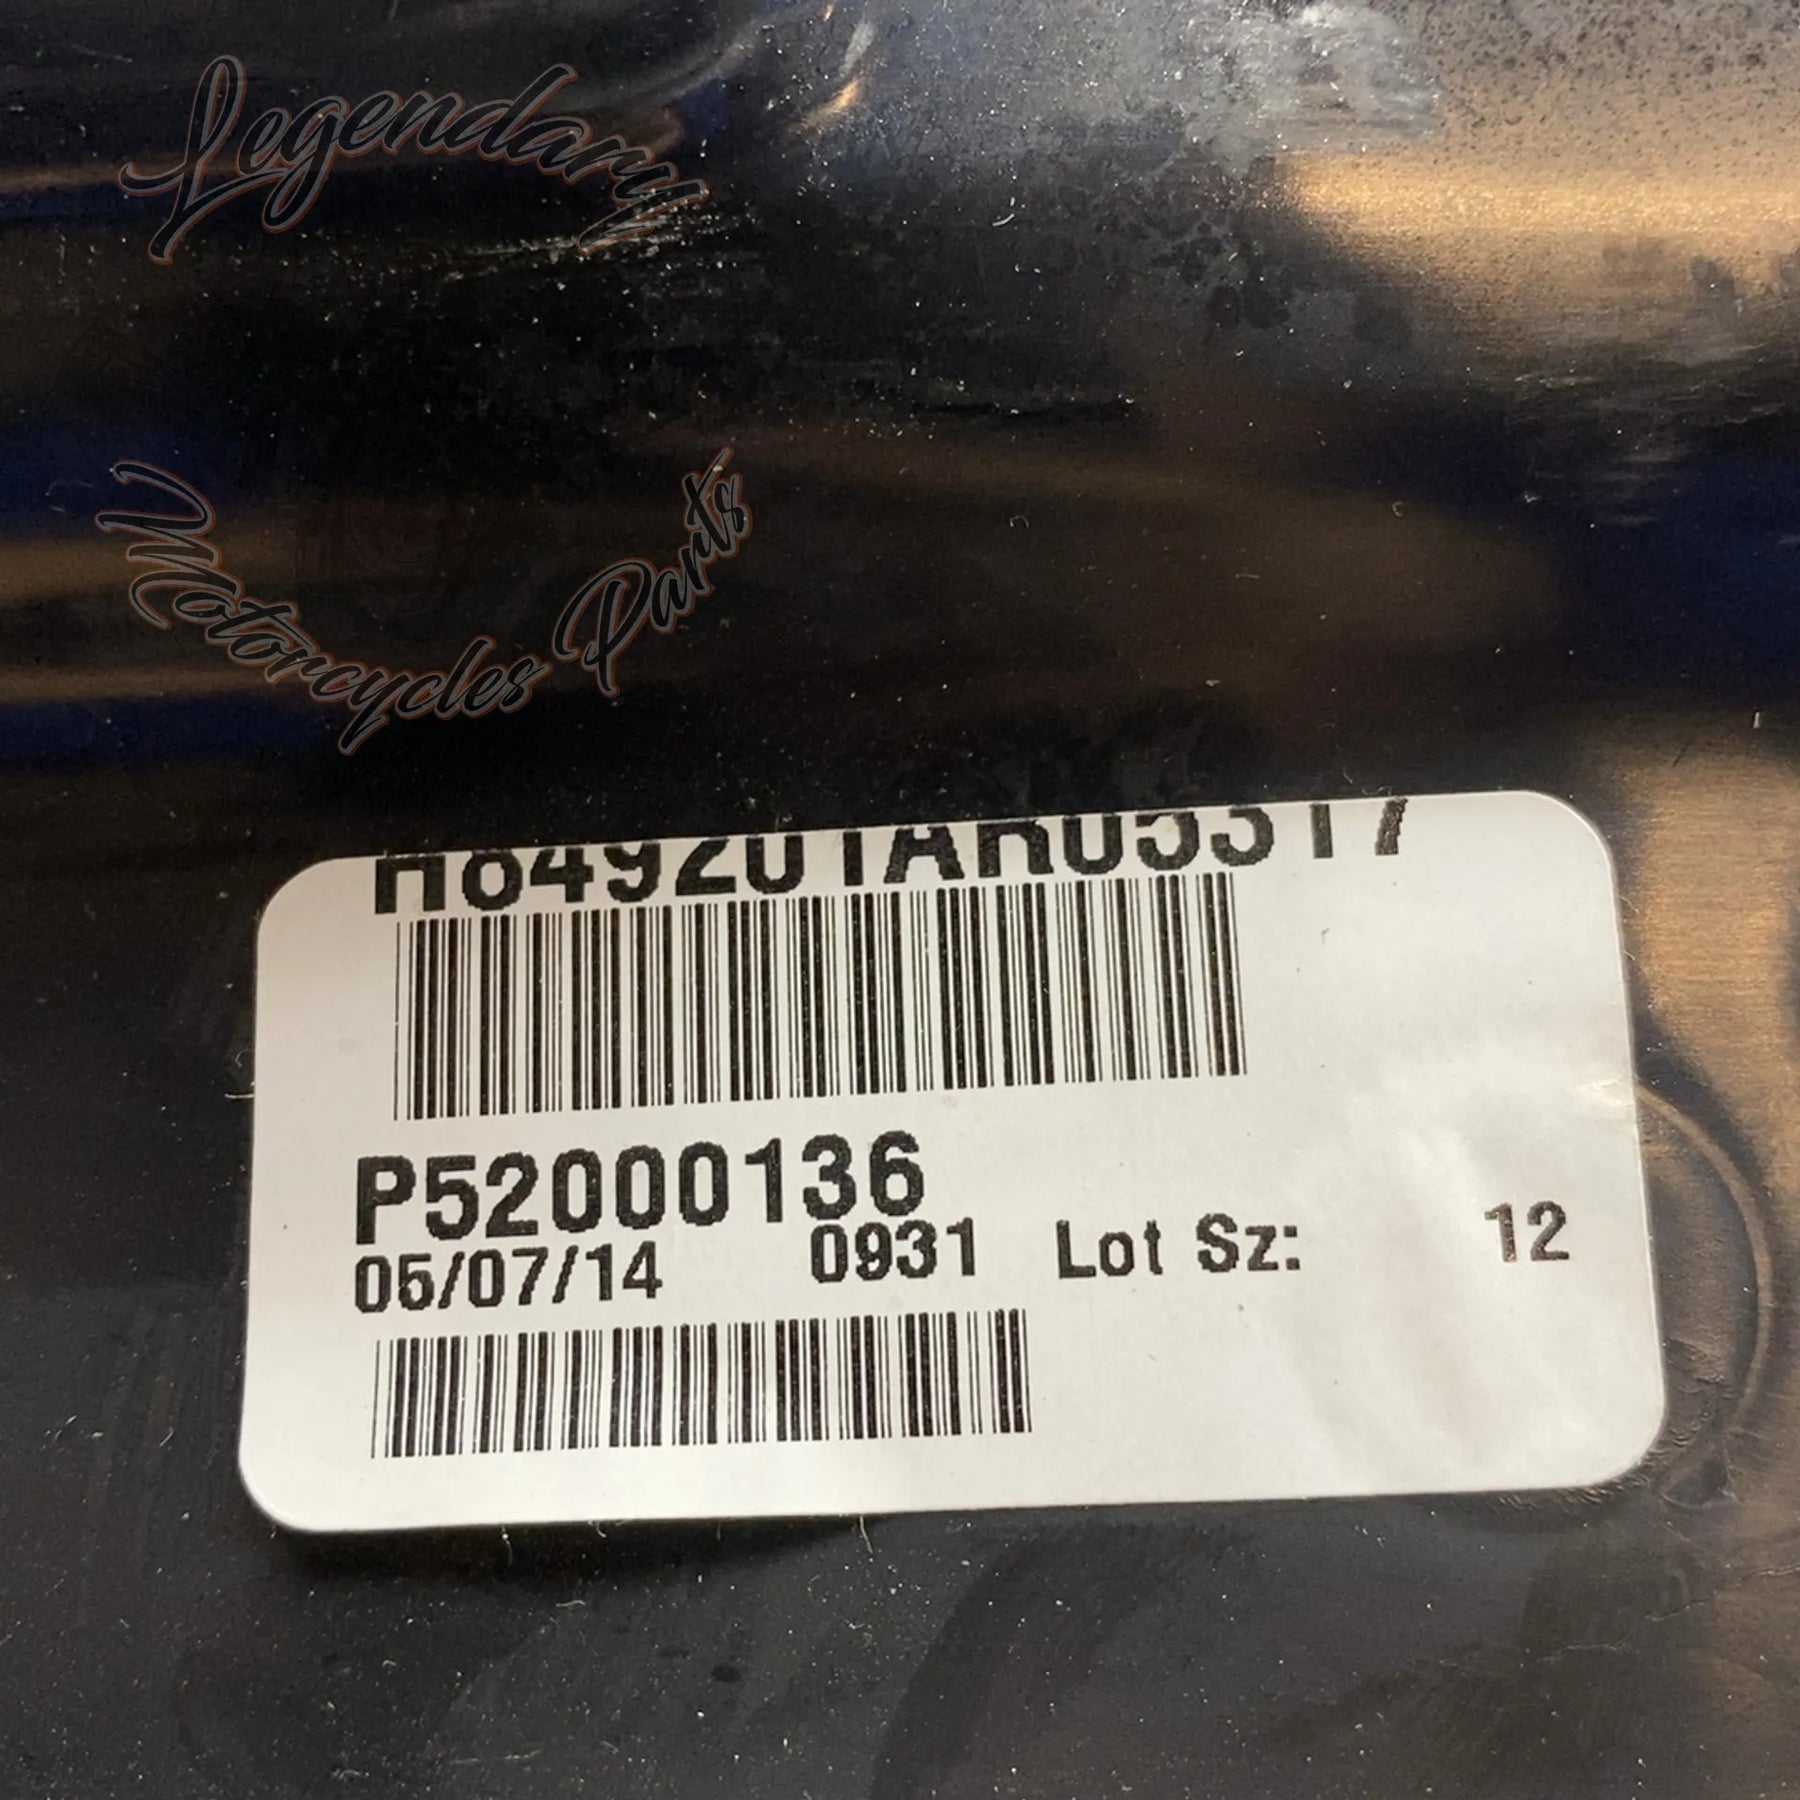 Legendary
Motorcycles Parts
P52000136
05/07/14 0931 Lot Sz: 12